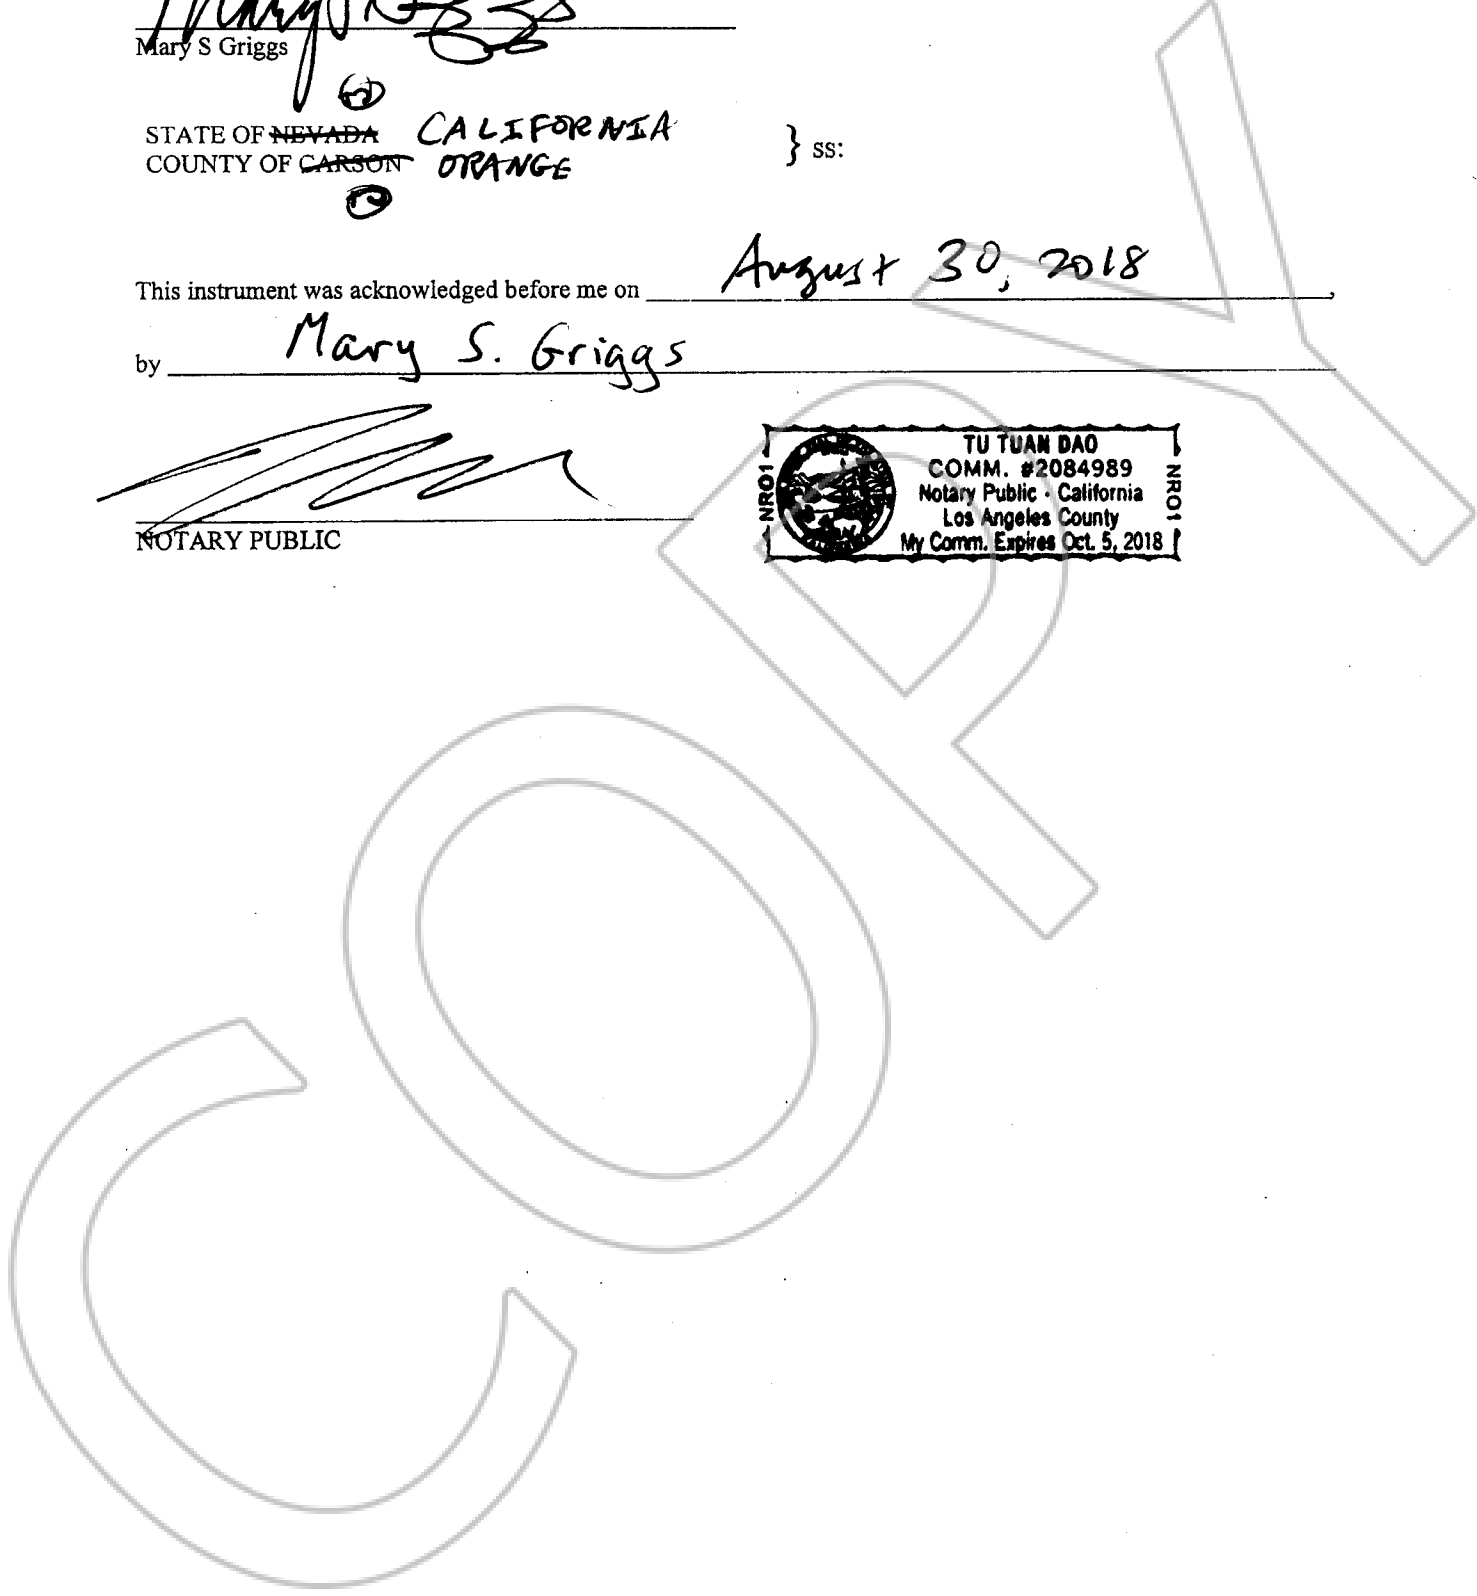 Mary S Griggs
Mary S Griggs
STATE OF NEVADA CALIFORNIA
COUNTY OF CARSON ORANGE
} ss:
This instrument was acknowledged before me on August 30, 2018,
by Mary S. Griggs
NOTARY PUBLIC
NRO1
TU TUAN DAO
COMM. #2084989
Notary Public · California
Los Angeles County
My Comm. Expires Oct. 5, 2018
NRO1
COPY